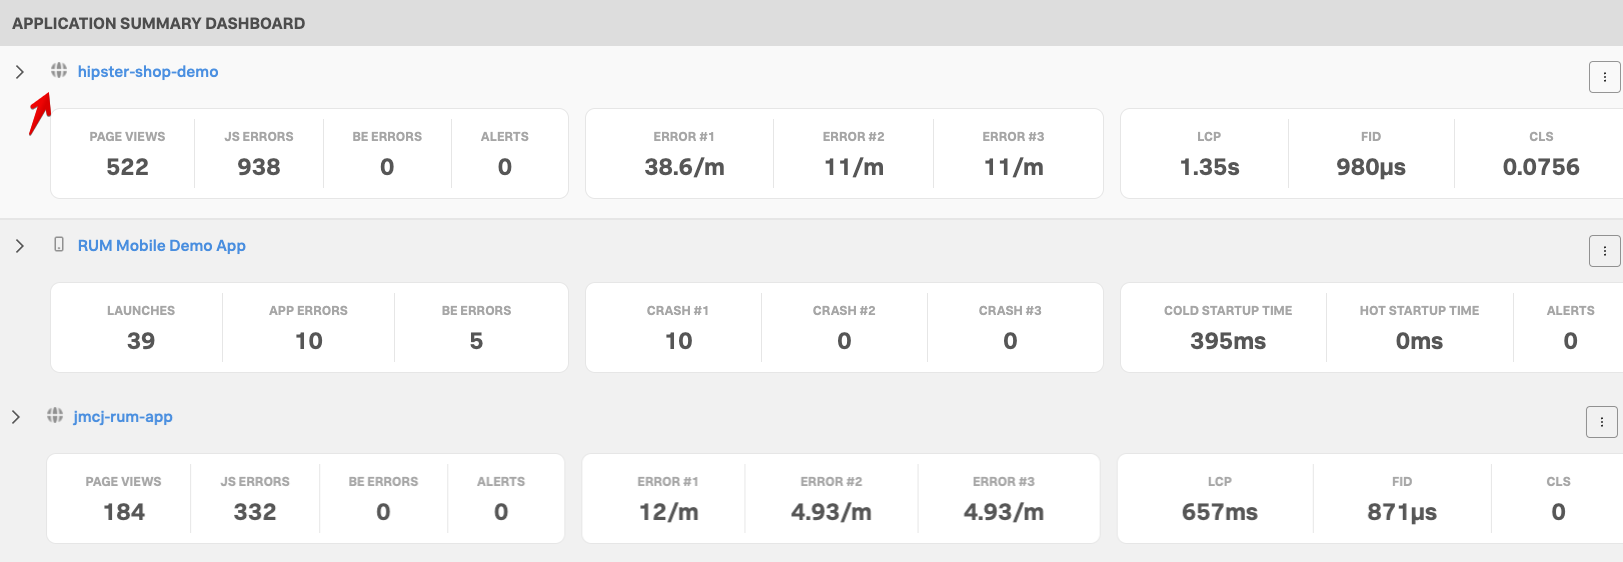 APPLICATION SUMMARY DASHBOARD
hipster-shop-demo
PAGE VIEWS JS ERRORS BE ERRORS ALERTS ERROR #1 ERROR #2 ERROR #3 LCP FID CLS
522 938 0 0 38.6/m 11/m 11/m 1.35s 980µs 0.0756
RUM Mobile Demo App
LAUNCHES APP ERRORS BE ERRORS CRASH #1 CRASH #2 CRASH #3 COLD STARTUP TIME HOT STARTUP TIME ALERTS
39 10 5 10 0 0 395ms 0ms 0
jmcj-rum-app
PAGE VIEWS JS ERRORS BE ERRORS ALERTS ERROR #1 ERROR #2 ERROR #3 LCP FID CLS
184 332 0 0 12/m 4.93/m 4.93/m 657ms 871µs 0